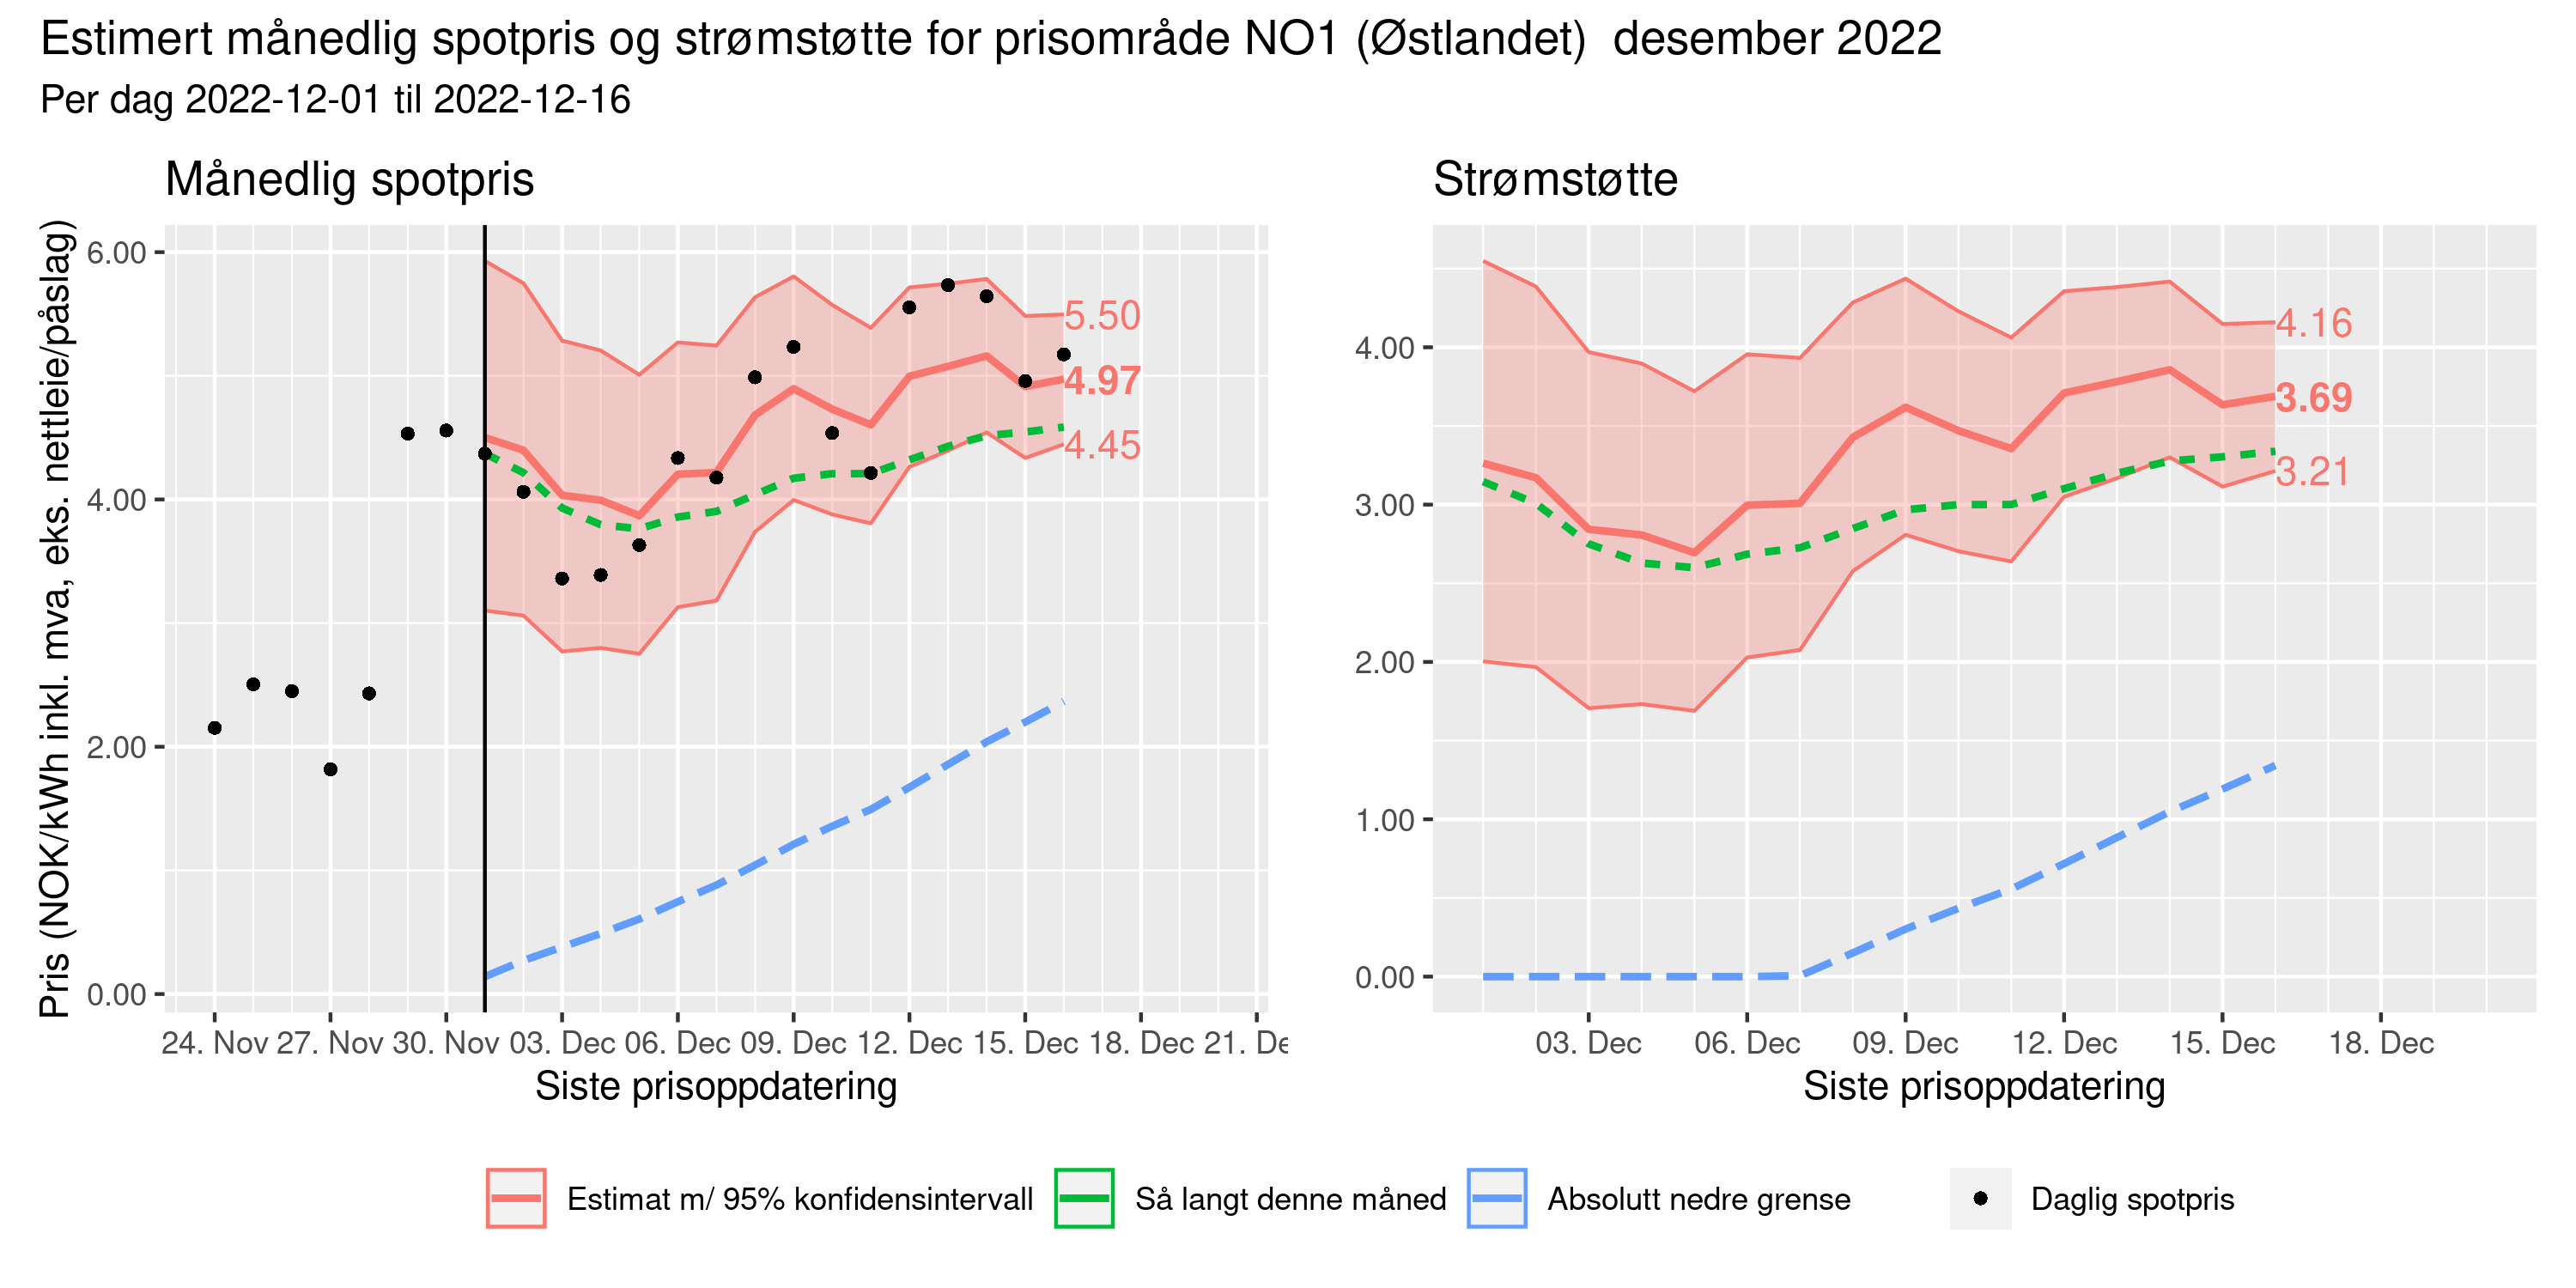 Estimert månedlig spotpris og strømstøtte for prisområde NO1 (Østlandet)  desember 2022
Per dag 2022-12-01 til 2022-12-16
Månedlig spotpris
Pris (NOK/kWh inkl. mva, eks. nettleie/påslag)
6.00
4.00
2.00
0.00
5.50
4.97
4.45
24. Nov 27. Nov 30. Nov 03. Dec 06. Dec 09. Dec 12. Dec 15. Dec 18. Dec 21. De
Siste prisoppdatering
Strømstøtte
4.00
3.00
2.00
1.00
0.00
4.16
3.69
3.21
03. Dec 06. Dec 09. Dec 12. Dec 15. Dec 18. Dec
Siste prisoppdatering
Estimat m/ 95% konfidensintervall Så langt denne måned Absolutt nedre grense Daglig spotpris